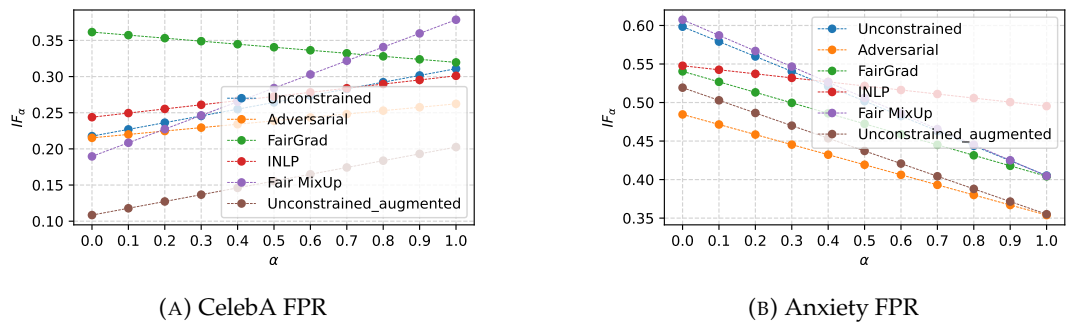 0.35
0.30
0.25
0.20
0.15
0.10
IFα
Unconstrained
Adversarial
FairGrad
INLP
Fair MixUp
Unconstrained_augmented
0.0 0.1 0.2 0.3 0.4 0.5 0.6 0.7 0.8 0.9 1.0
α
(A) CelebA FPR
0.60
0.55
0.50
0.45
0.40
0.35
IFα
Unconstrained
Adversarial
FairGrad
INLP
Fair MixUp
Unconstrained_augmented
0.0 0.1 0.2 0.3 0.4 0.5 0.6 0.7 0.8 0.9 1.0
α
(B) Anxiety FPR